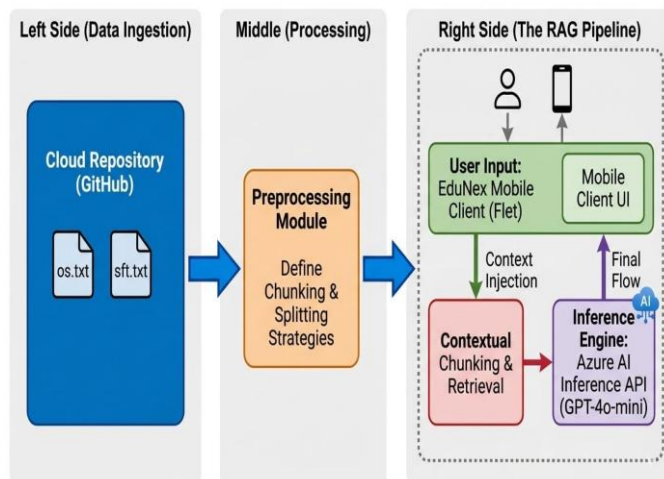 Left Side (Data Ingestion)
Cloud Repository
(GitHub)
os.txt
sft.txt
Middle (Processing)
Preprocessing
Module
Define
Chunking &
Splitting
Strategies
Right Side (The RAG Pipeline)
User Input:
EduNex Mobile
Client (Flet)
Mobile
Client UI
Context
Injection
Final
Flow
Contextual
Chunking &
Retrieval
AI
Inference
Engine:
Azure AI
Inference API
(GPT-4o-mini)